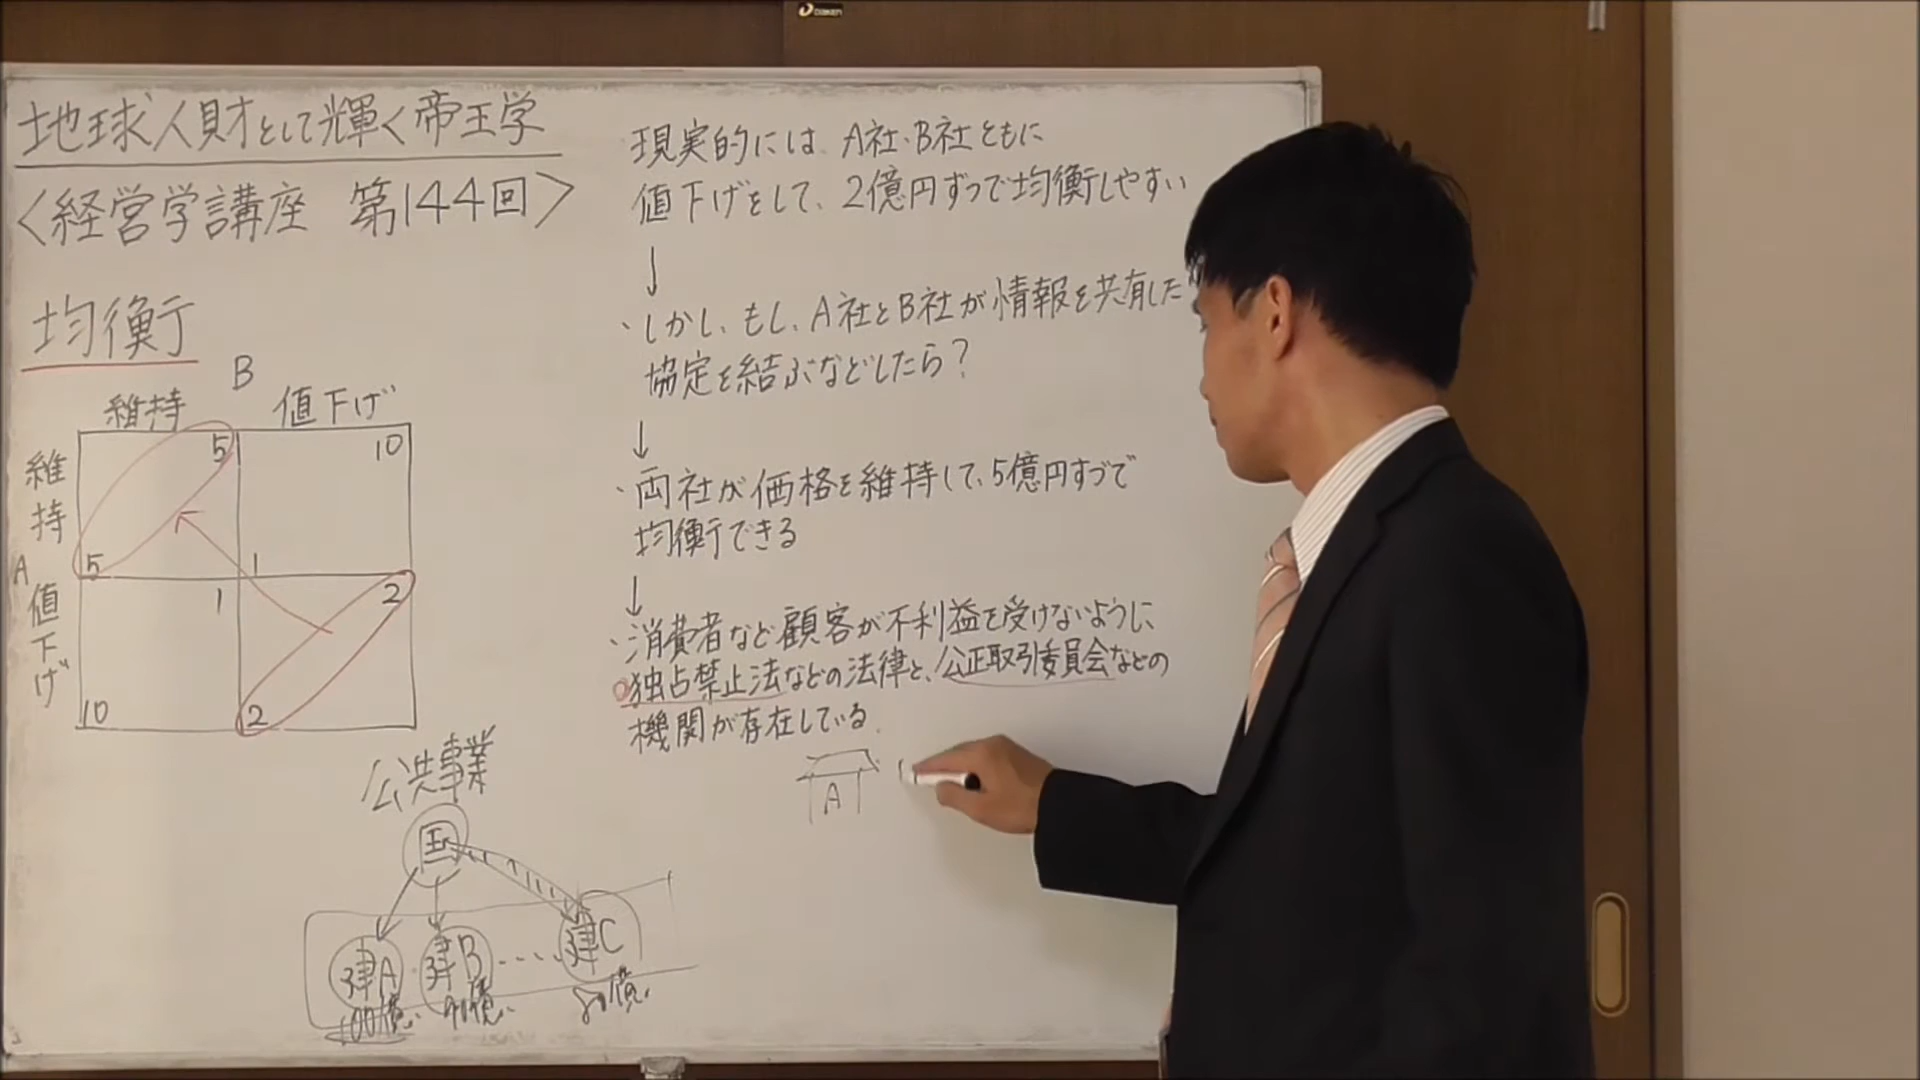 地球人財として輝く帝王学
〈経営学講座 第144回〉
均衡
B
維持 値下げ
維持
A
値下げ
5 10
5 1
1 2
10 2
公共事業
国
建A 建B ・・・・ 建C
100億 90億 80億
現実的には、A社・B社ともに
値下げをして、2億円ずつで均衡しやすい
↓
・しかし、もし、A社とB社が情報を共有した
協定を結ぶなどしたら？
↓
・両社が価格を維持して、5億円ずつで
均衡できる
↓
・消費者など顧客が不利益を受けないように、
独占禁止法などの法律と、公正取引委員会などの
機関が存在している。
A
DAIKEN